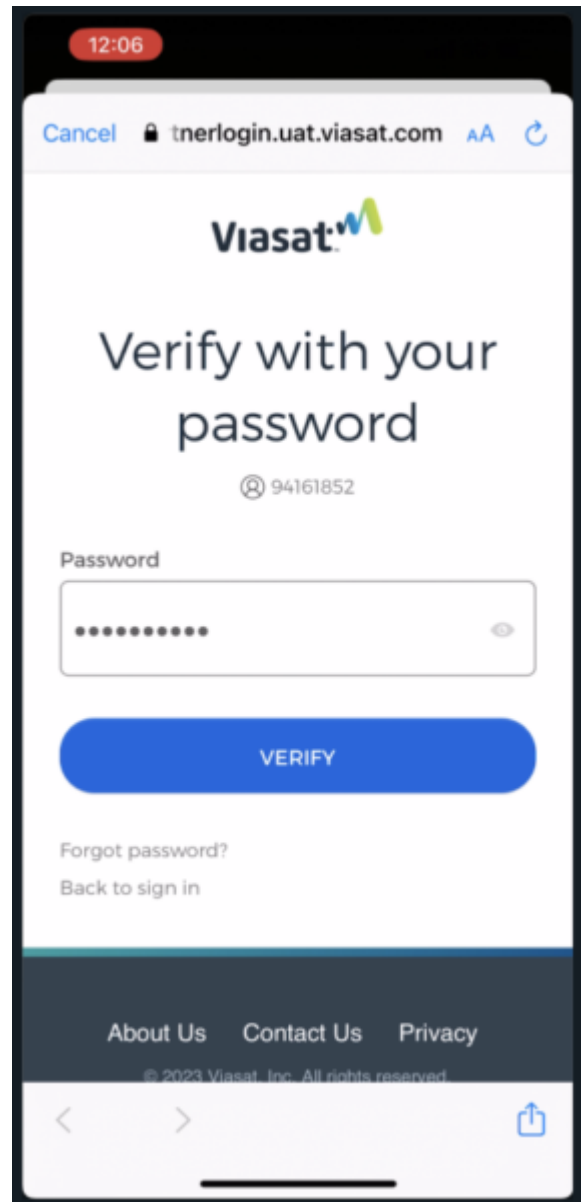 12:06
Cancel tnerlogin.uat.viasat.com AA
Viasat
Verify with your
password
94161852
Password
VERIFY
Forgot password?
Back to sign in
About Us Contact Us Privacy
© 2023 Viasat, Inc. All rights reserved.